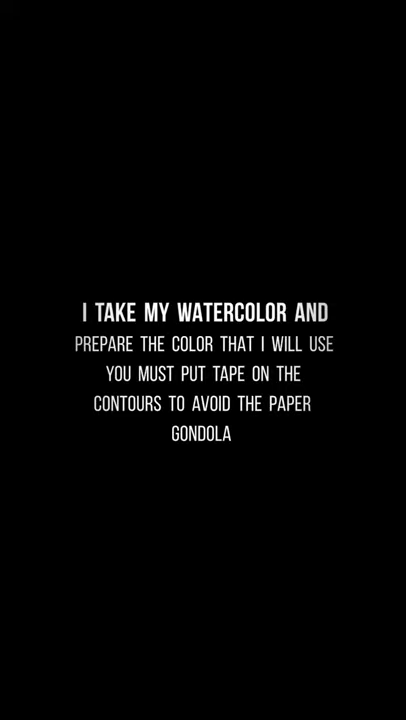 I TAKE MY WATERCOLOR AND
PREPARE THE COLOR THAT I WILL USE
YOU MUST PUT TAPE ON THE
CONTOURS TO AVOID THE PAPER
GONDOLA